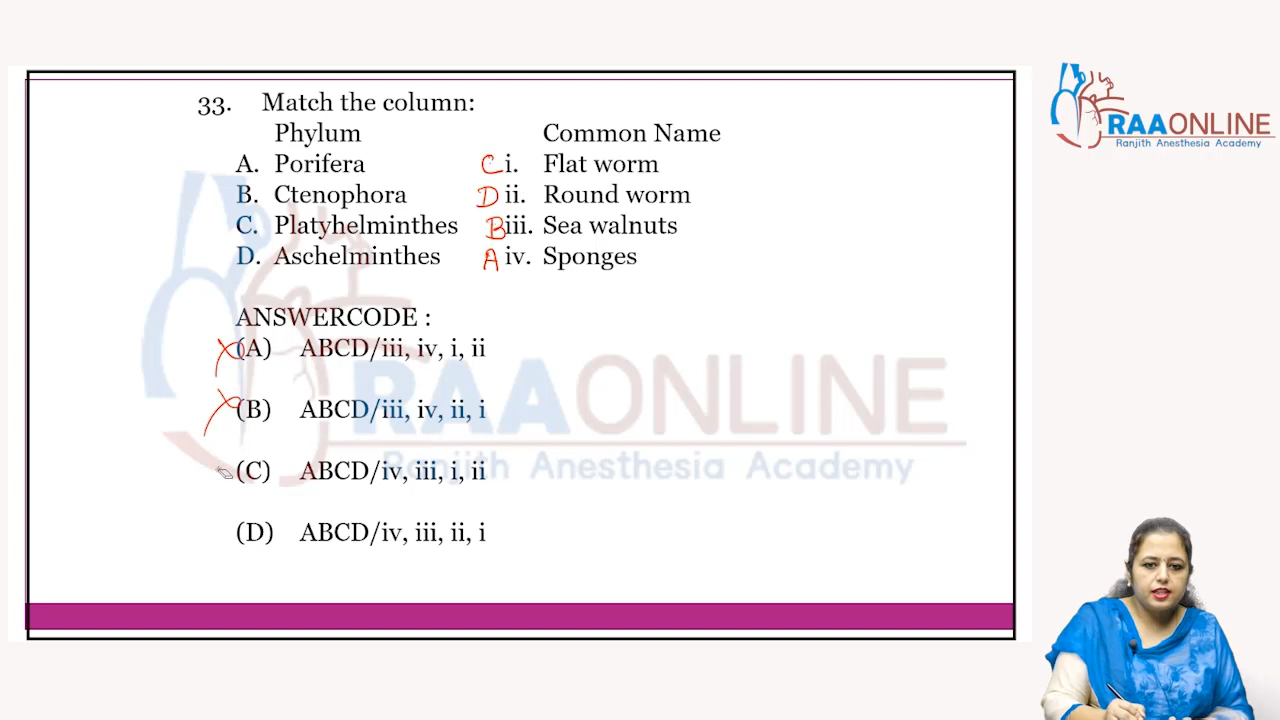 33. Match the column:
Phylum Common Name
A. Porifera C i. Flat worm
B. Ctenophora D ii. Round worm
C. Platyhelminthes B iii. Sea walnuts
D. Aschelminthes A iv. Sponges
ANSWERCODE :
(A) ABCD/iii, iv, i, ii
(B) ABCD/iii, iv, ii, i
(C) ABCD/iv, iii, i, ii
(D) ABCD/iv, iii, ii, i
RAAONLINE
Ranjith Anesthesia Academy
RAAONLINE
Ranjith Anesthesia Academy